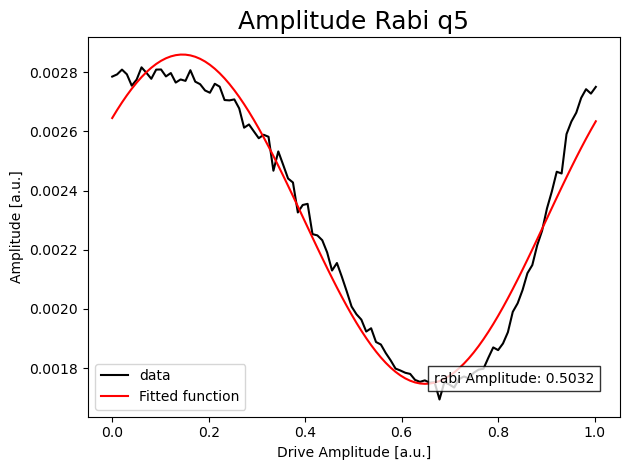 Amplitude Rabi q5
Amplitude [a.u.]
0.0028
0.0026
0.0024
0.0022
0.0020
0.0018
data
Fitted function
rabi Amplitude: 0.5032
0.0
0.2
0.4
0.6
0.8
1.0
Drive Amplitude [a.u.]